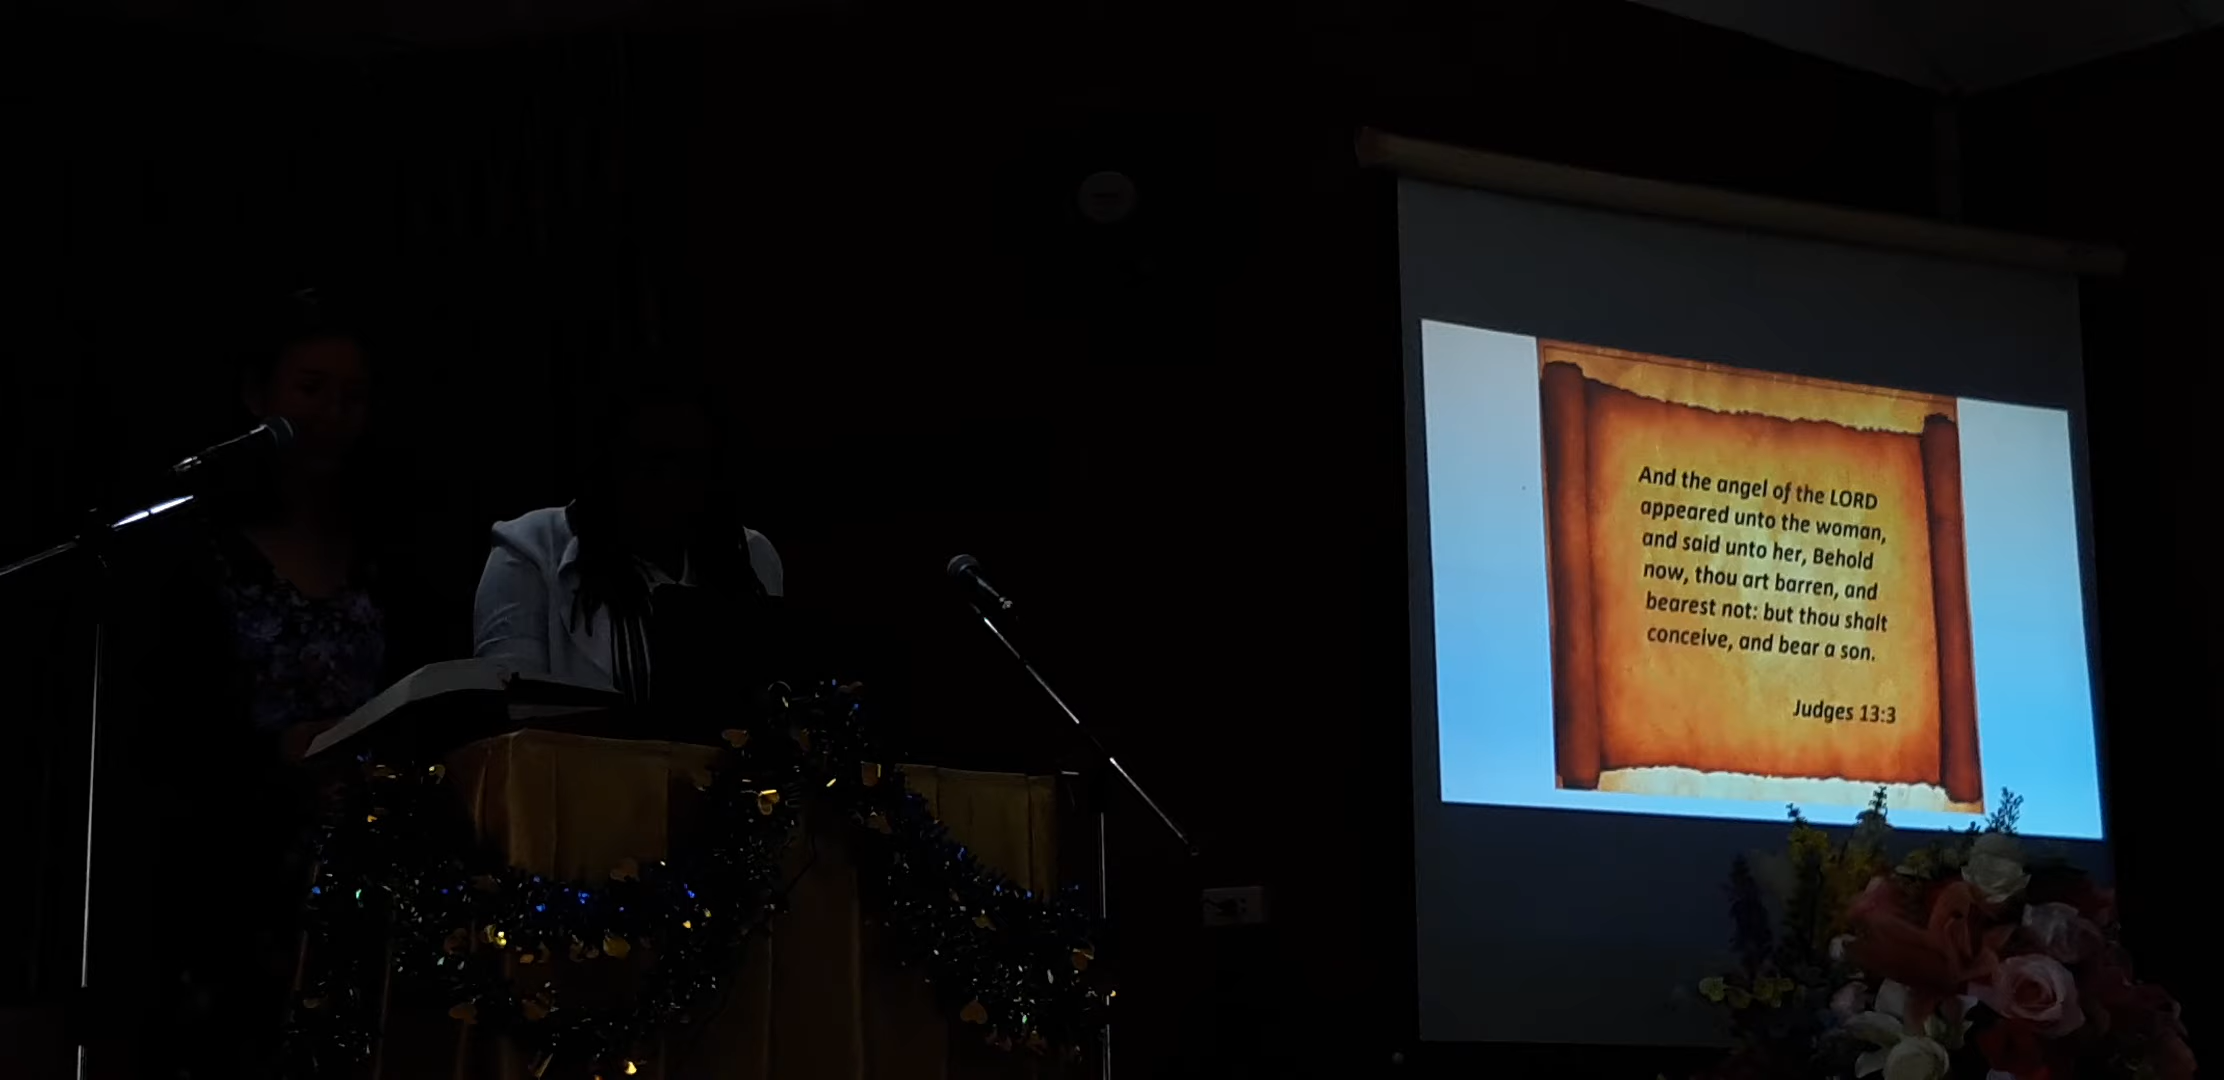 And the angel of the LORD
appeared unto the woman,
and said unto her, Behold
now, thou art barren, and
bearest not: but thou shalt
conceive, and bear a son.
Judges 13:3